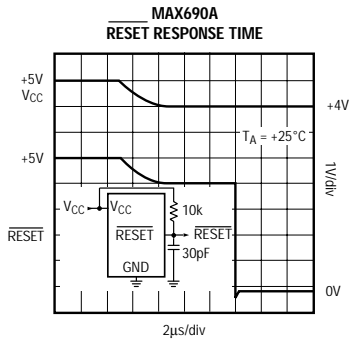 MAX690A
RESET RESPONSE TIME
+5V
VCC
+4V
TA = +25°C
+5V
1V/div
VCC
VCC
10k
RESET
RESET
RESET
30pF
GND
0V
2µs/div